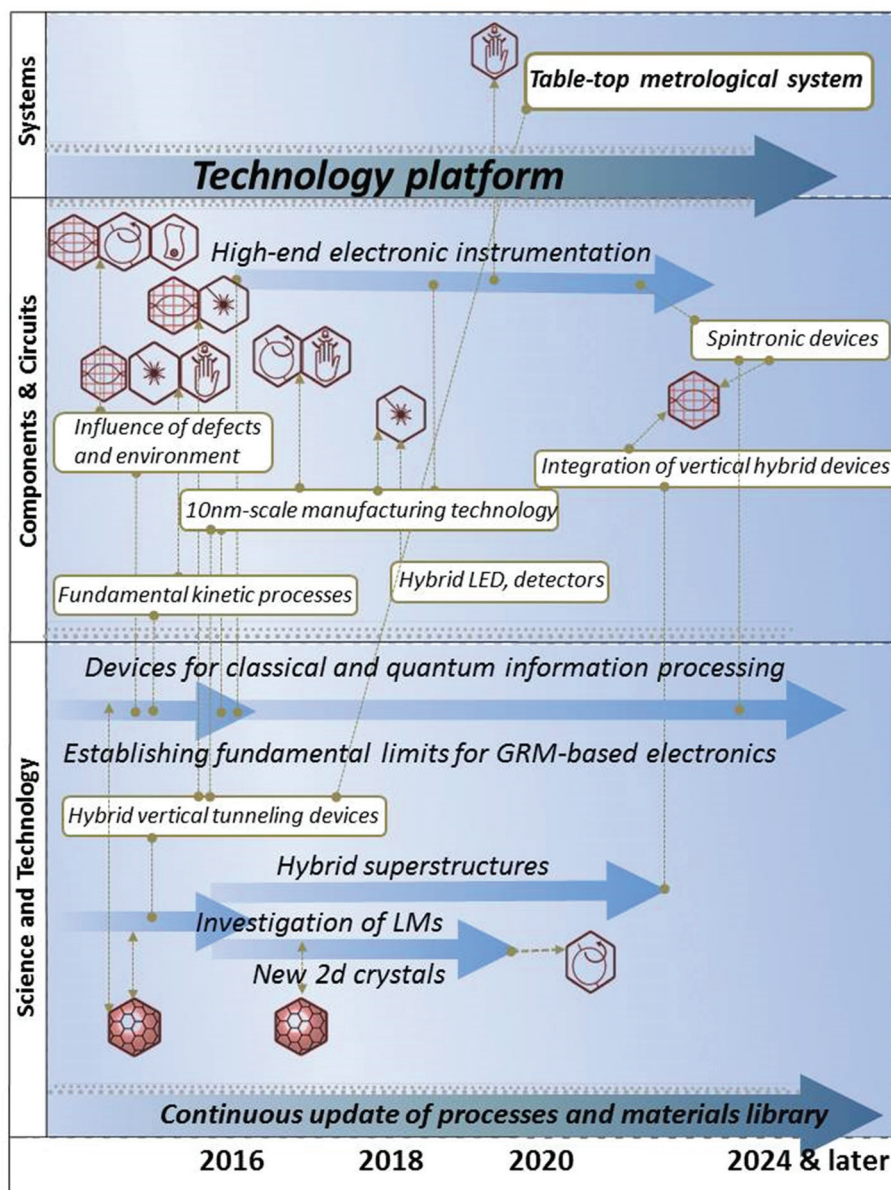 Systems
Table-top metrological system
Technology platform
Components & Circuits
High-end electronic instrumentation
Spintronic devices
Influence of defects
and environment
Integration of vertical hybrid devices
10nm-scale manufacturing technology
Hybrid LED, detectors
Fundamental kinetic processes
Science and Technology
Devices for classical and quantum information processing
Establishing fundamental limits for GRM-based electronics
Hybrid vertical tunneling devices
Hybrid superstructures
Investigation of LMs
New 2d crystals
Continuous update of processes and materials library
2016 2018 2020 2024 & later